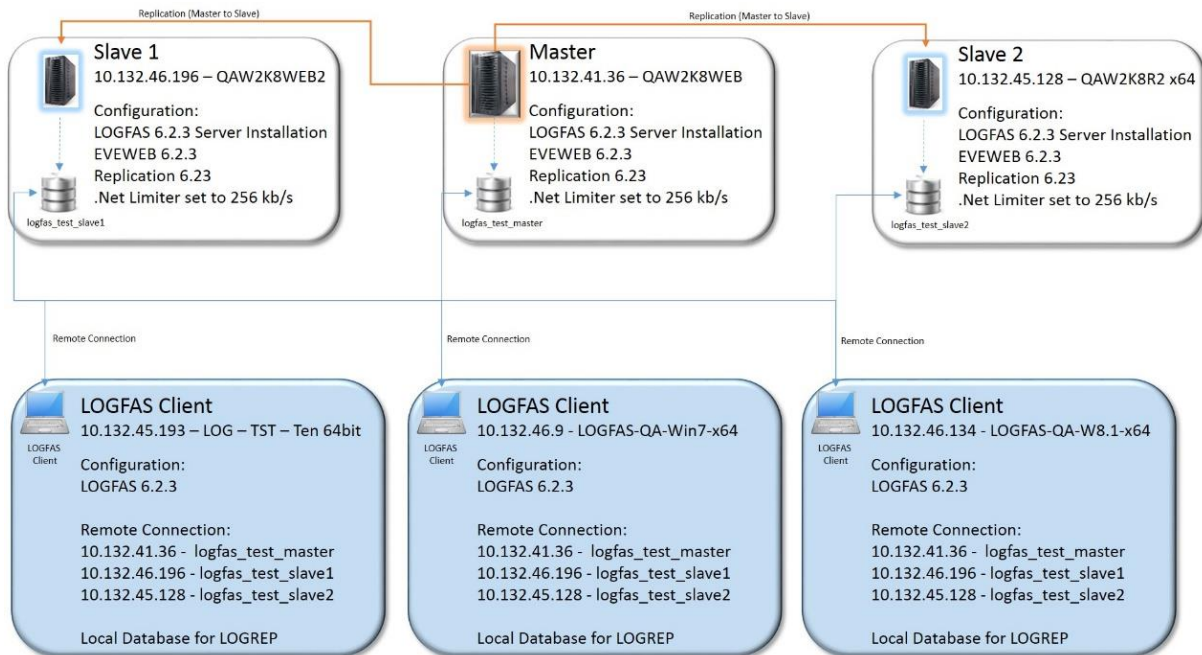 Replication (Master to Slave)
Replication (Master to Slave)
Slave 1
10.132.46.196 – QAW2K8WEB2
Configuration:
LOGFAS 6.2.3 Server Installation
EVEWEB 6.2.3
Replication 6.23
.Net Limiter set to 256 kb/s
logfas_test_slave1
Master
10.132.41.36 – QAW2K8WEB
Configuration:
LOGFAS 6.2.3 Server Installation
EVEWEB 6.2.3
Replication 6.23
.Net Limiter set to 256 kb/s
logfas_test_master
Slave 2
10.132.45.128 – QAW2K8R2 x64
Configuration:
LOGFAS 6.2.3 Server Installation
EVEWEB 6.2.3
Replication 6.23
.Net Limiter set to 256 kb/s
logfas_test_slave2
Remote Connection
Remote Connection
Remote Connection
LOGFAS
Client
LOGFAS Client
10.132.45.193 – LOG – TST – Ten 64bit
Configuration:
LOGFAS 6.2.3
Remote Connection:
10.132.41.36 - logfas_test_master
10.132.46.196 - logfas_test_slave1
10.132.45.128 - logfas_test_slave2
Local Database for LOGREP
LOGFAS
Client
LOGFAS Client
10.132.46.9 - LOGFAS-QA-Win7-x64
Configuration:
LOGFAS 6.2.3
Remote Connection:
10.132.41.36 - logfas_test_master
10.132.46.196 - logfas_test_slave1
10.132.45.128 - logfas_test_slave2
Local Database for LOGREP
LOGFAS
Client
LOGFAS Client
10.132.46.134 - LOGFAS-QA-W8.1-x64
Configuration:
LOGFAS 6.2.3
Remote Connection:
10.132.41.36 - logfas_test_master
10.132.46.196 - logfas_test_slave1
10.132.45.128 - logfas_test_slave2
Local Database for LOGREP